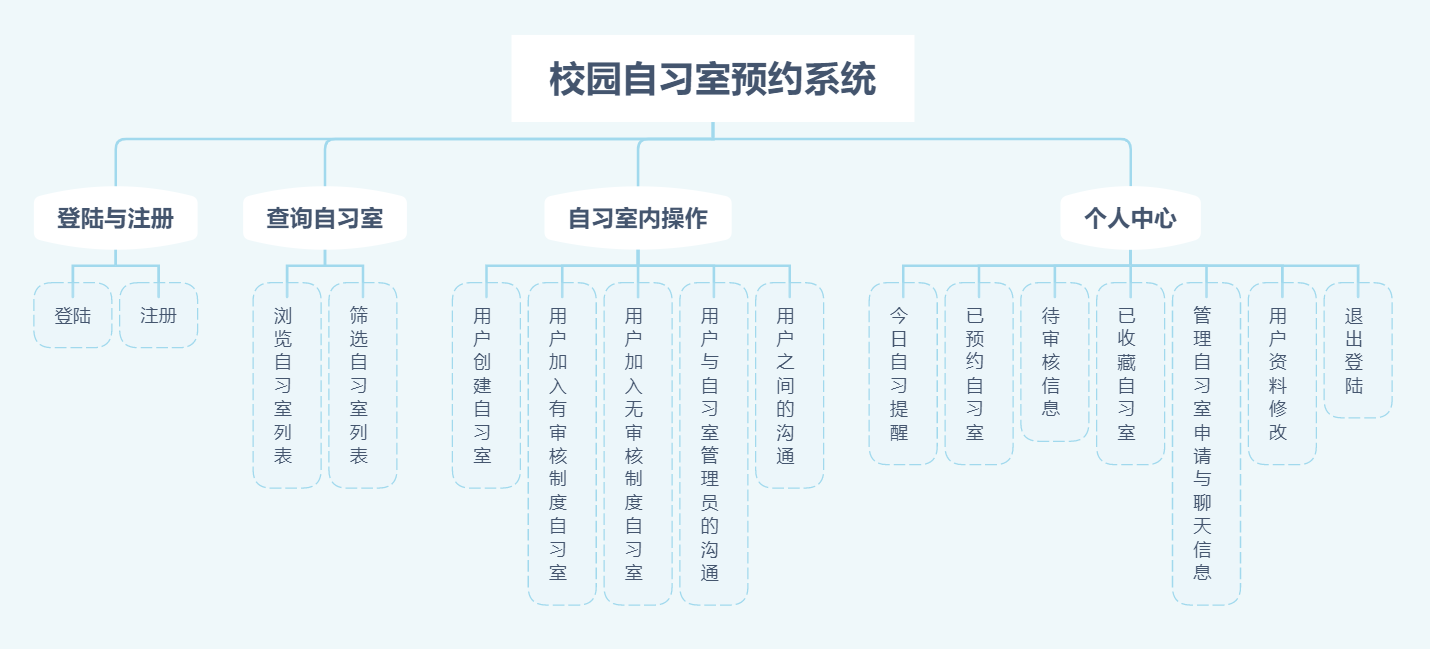 校园自习室预约系统
登陆与注册
查询自习室
自习室内操作
个人中心
登陆
注册
浏览自习室列表
筛选自习室列表
用户创建自习室
用户加入有审核制度自习室
用户加入无审核制度自习室
用户与自习室管理员的沟通
用户之间的沟通
今日自习提醒
已预约自习室
待审核信息
已收藏自习室
管理自习室申请与聊天信息
用户资料修改
退出登陆